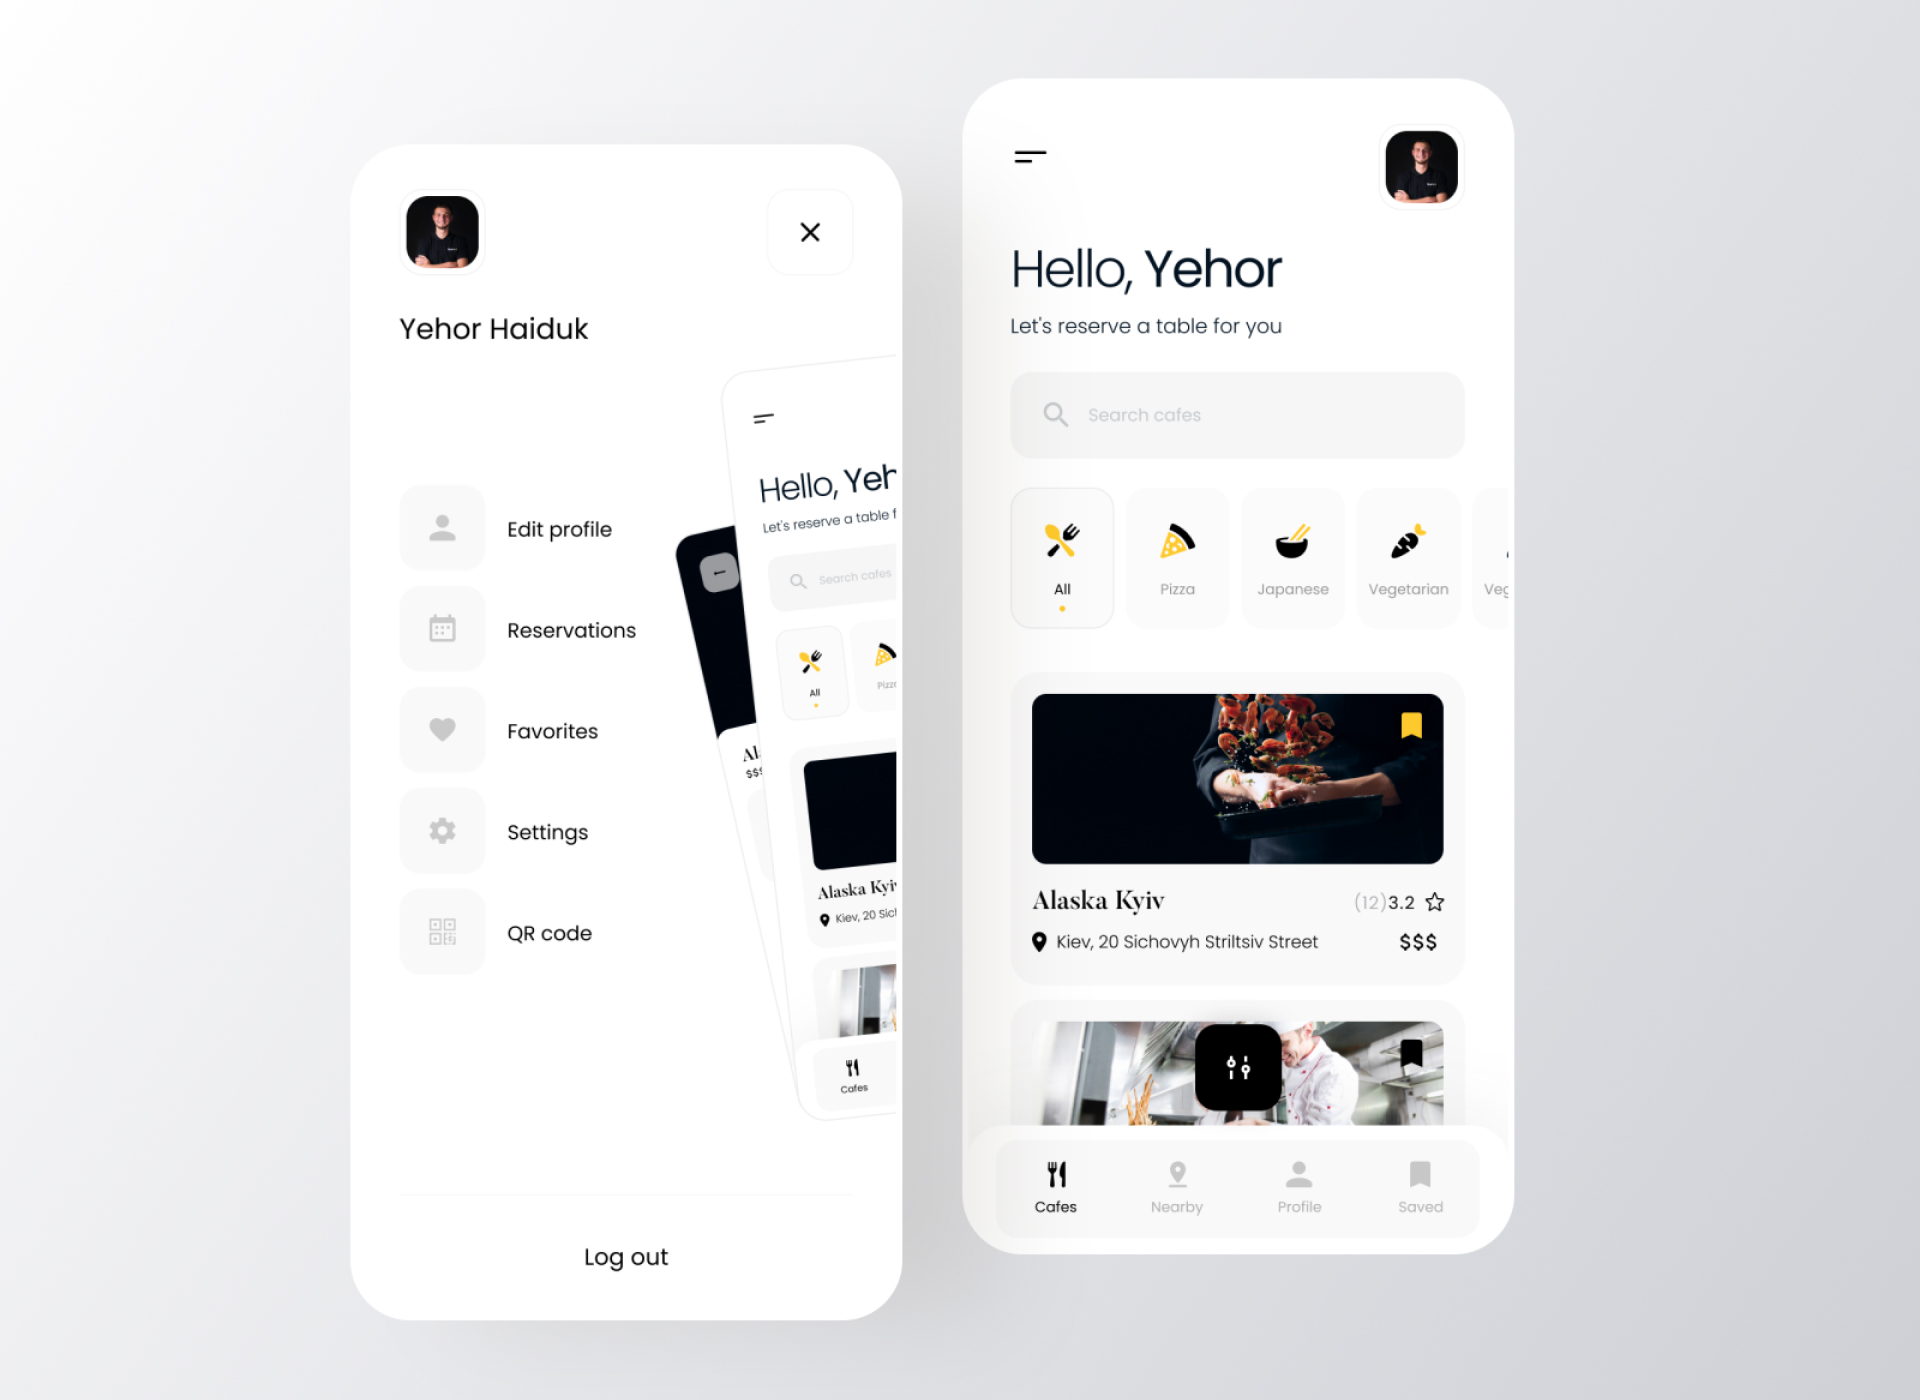 Yehor Haiduk
Edit profile
Reservations
Favorites
Settings
QR code
Log out
Hello, Yeh
Let's reserve a table f
Search cafes
All
Pizz
Al
$$$
Alaska Kyiv
Kiev, 20 Sich
Cafes
Hello, Yehor
Let's reserve a table for you
Search cafes
All
Pizza
Japanese
Vegetarian
Veg
Alaska Kyiv
(12)3.2
Kiev, 20 Sichovyh Striltsiv Street
$$$
Cafes
Nearby
Profile
Saved